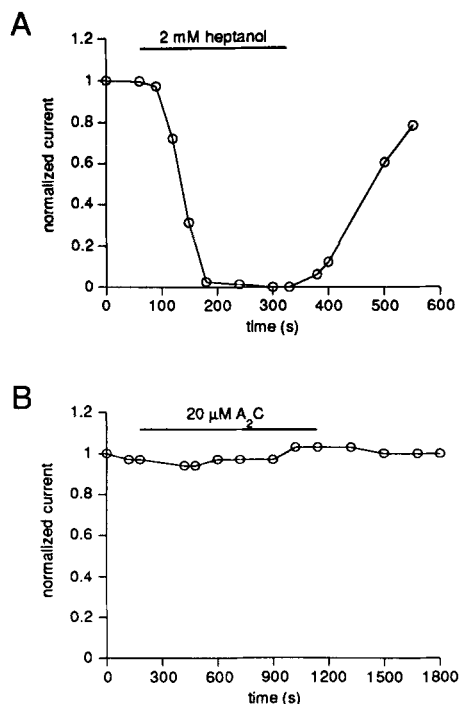 A
2 mM heptanol
1.2
1
0.8
0.6
0.4
0.2
0
normalized current
0 100 200 300 400 500 600
time (s)
B
20 µM A₂C
1.2
1
0.8
0.6
0.4
0.2
0
normalized current
0 300 600 900 1200 1500 1800
time (s)